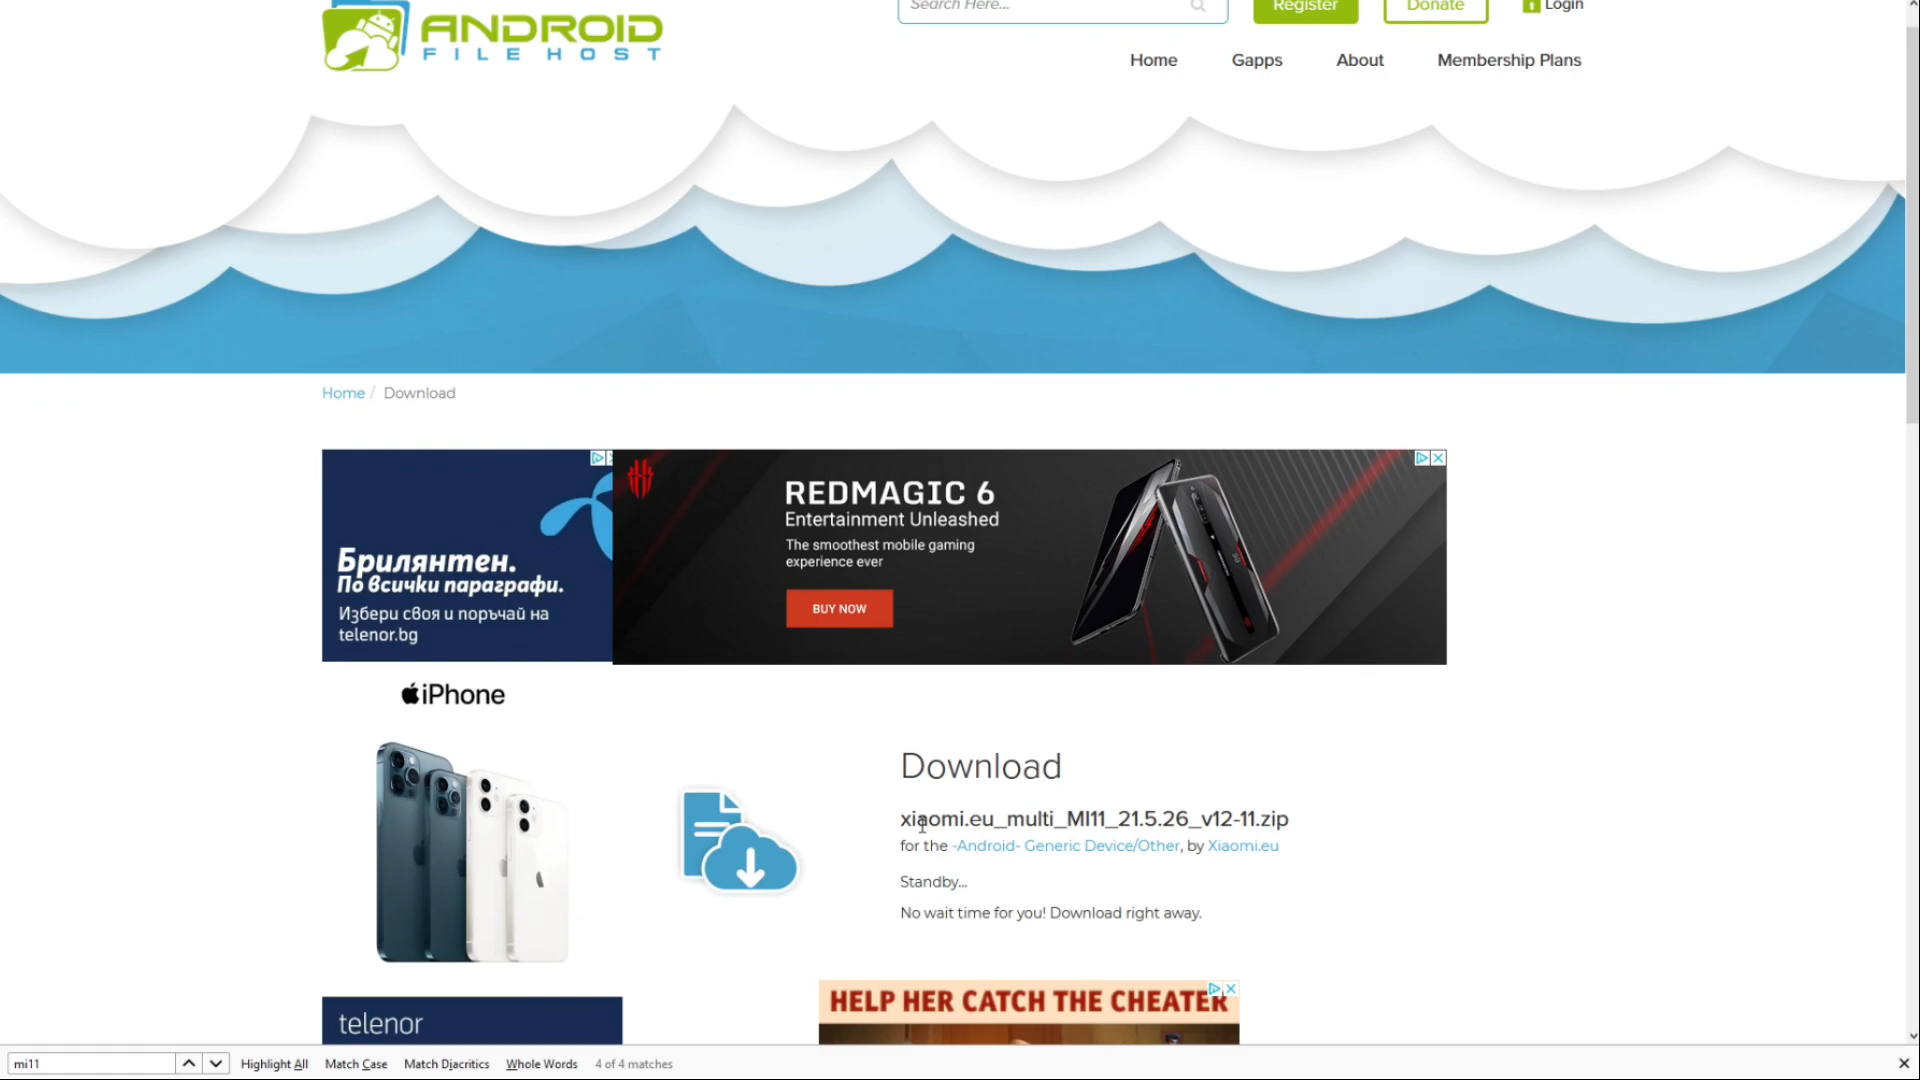 Search Here...
Register
Donate
Login
ANDROID
FILEHOST
Home
Gapps
About
Membership Plans
Home / Download
Брилянтен.
По всички параграфи.
Избери своя и поръчай на
telenor.bg
REDMAGIC 6
Entertainment Unleashed
The smoothest mobile gaming
experience ever
BUY NOW
iPhone
Download
xiaomi.eu_multi_MI11_21.5.26_v12-11.zip
for the -Android- Generic Device/Other, by Xiaomi.eu
Standby...
No wait time for you! Download right away.
telenor
HELP HER CATCH THE CHEATER
mi11
Highlight All
Match Case
Match Diacritics
Whole Words
4 of 4 matches